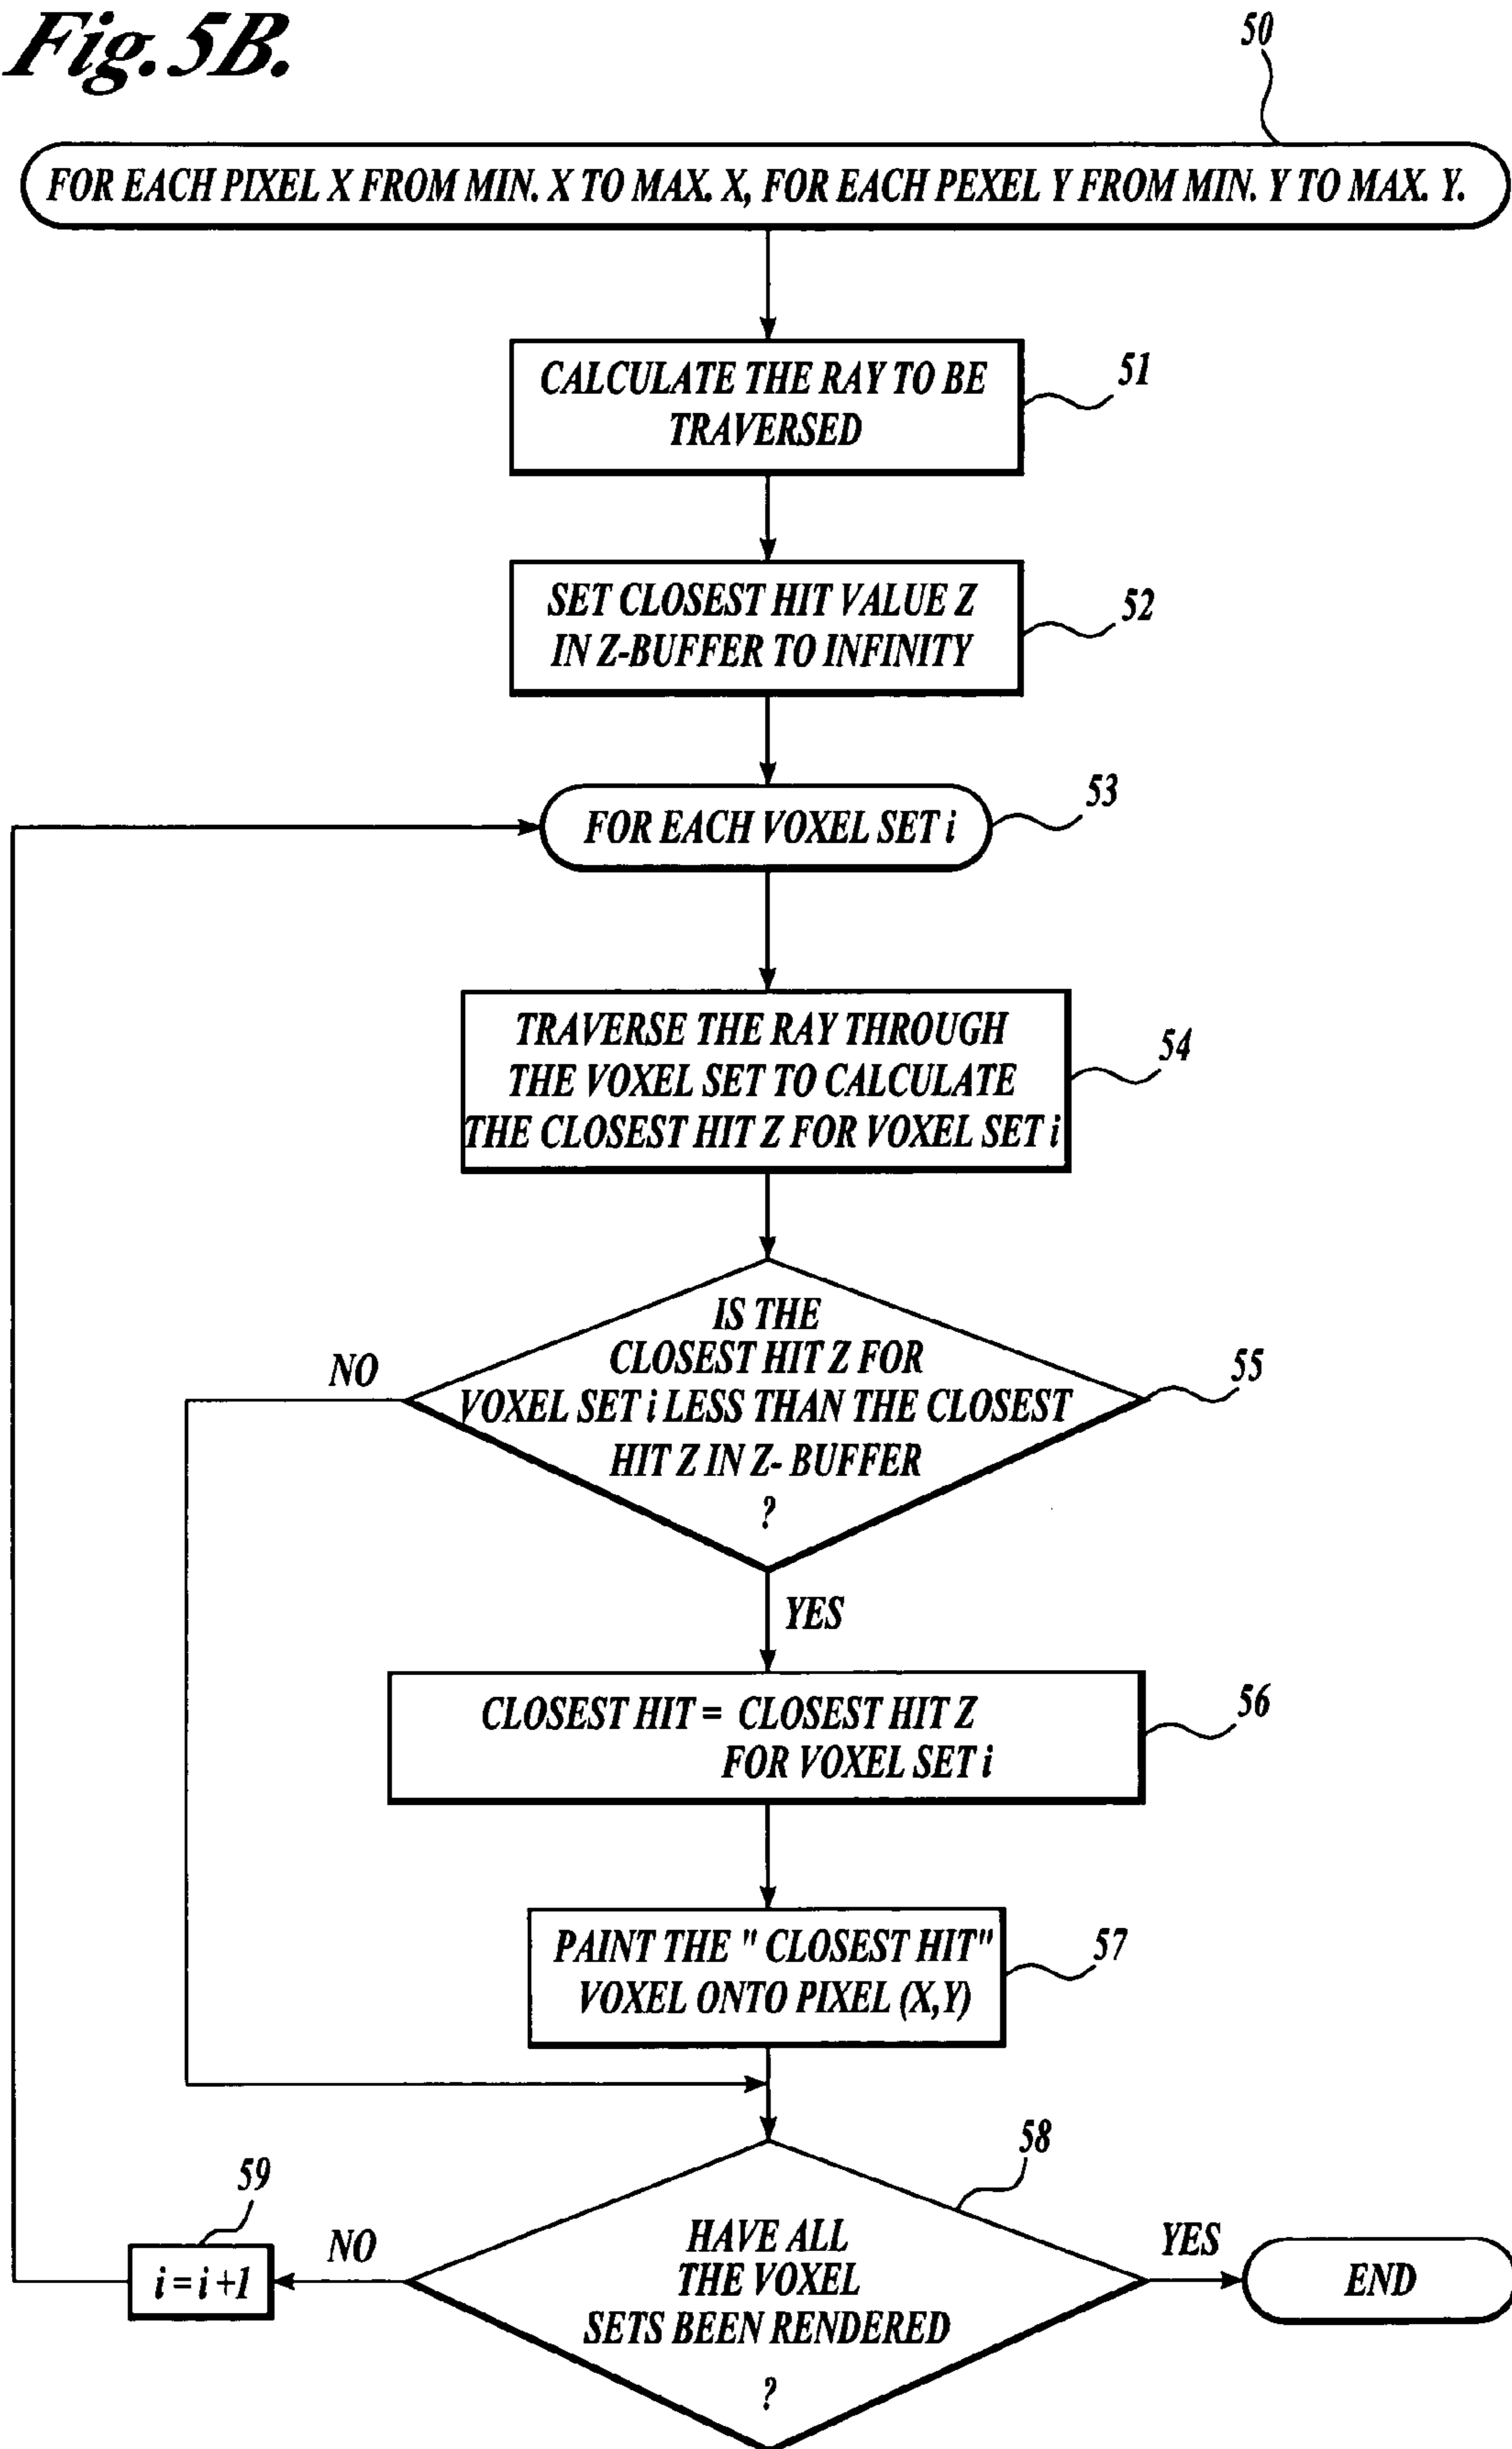 Fig. 5B.
50
FOR EACH PIXEL X FROM MIN. X TO MAX. X, FOR EACH PEXEL Y FROM MIN. Y TO MAX. Y.
CALCULATE THE RAY TO BE
TRAVERSED
51
SET CLOSEST HIT VALUE Z
IN Z-BUFFER TO INFINITY
52
FOR EACH VOXEL SET i
53
TRAVERSE THE RAY THROUGH
THE VOXEL SET TO CALCULATE
THE CLOSEST HIT Z FOR VOXEL SET i
54
IS THE
CLOSEST HIT Z FOR
VOXEL SET i LESS THAN THE CLOSEST
HIT Z IN Z- BUFFER
?
55
NO
YES
CLOSEST HIT = CLOSEST HIT Z
FOR VOXEL SET i
56
PAINT THE " CLOSEST HIT"
VOXEL ONTO PIXEL (X,Y)
57
58
HAVE ALL
THE VOXEL
SETS BEEN RENDERED
?
NO
59
i = i +1
YES
END